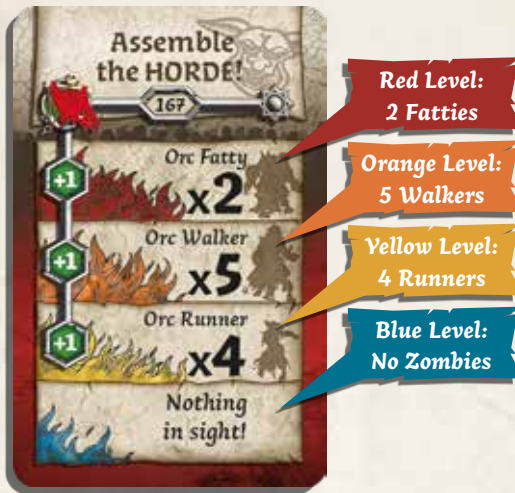 Assemble
the HORDE!
167
+1
Orc Fatty
x2
+1
Orc Walker
x5
+1
Orc Runner
x4
Nothing
in sight!
Red Level:
2 Fatties
Orange Level:
5 Walkers
Yellow Level:
4 Runners
Blue Level:
No Zombies